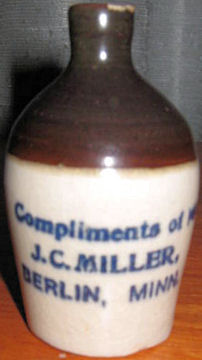 Compliments of
J.C. MILLER,
BERLIN, MINN.